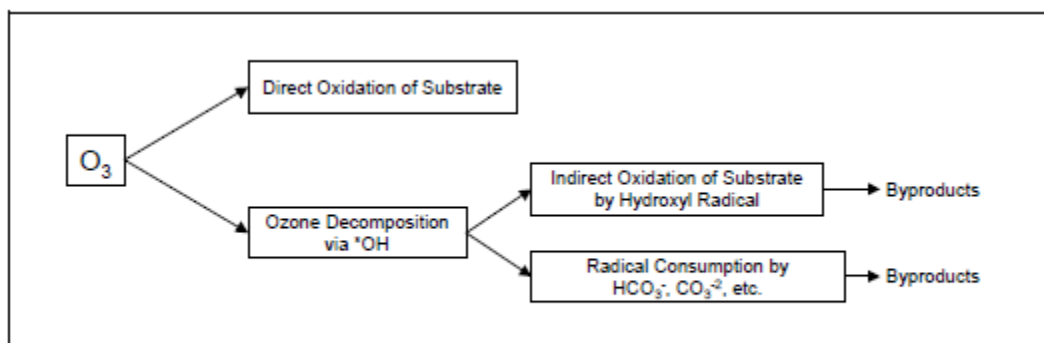 Direct Oxidation of Substrate
O₃
Indirect Oxidation of Substrate
by Hydroxyl Radical
Byproducts
Ozone Decomposition
via *OH
Radical Consumption by
HCO₃⁻, CO₃⁻², etc.
Byproducts